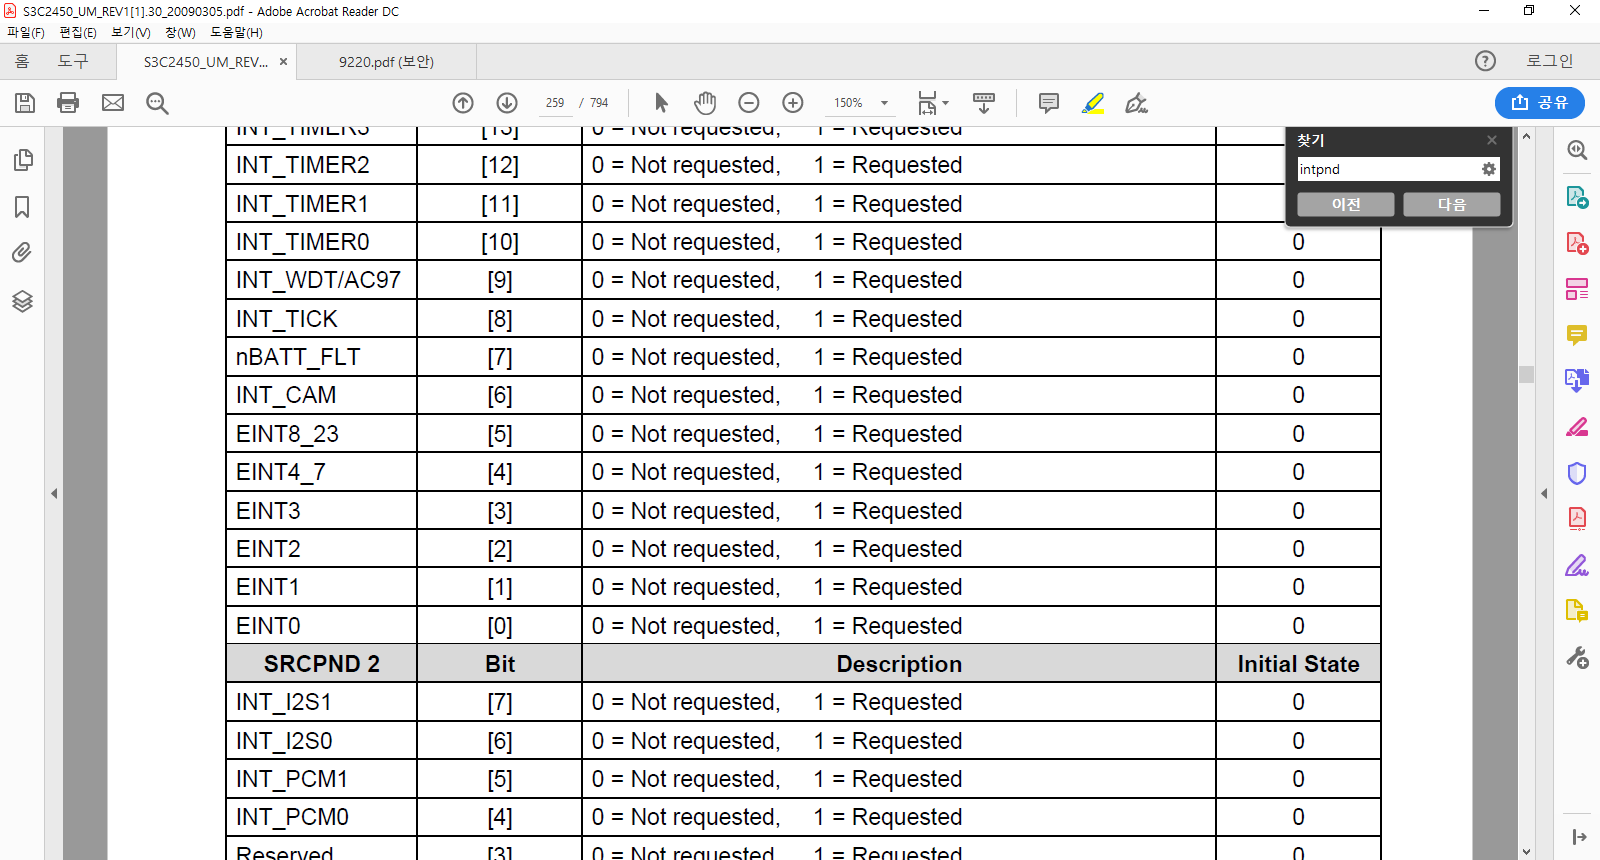 S3C2450_UM_REV1[1].30_20090305.pdf - Adobe Acrobat Reader DC
파일(F) 편집(E) 보기(V) 창(W) 도움말(H)
홈 도구 S3C2450_UM_REV... × 9220.pdf (보안) 로그인
259 / 794 150% 공유
찾기
intpnd
이전 다음
INT_TIMER3 [13] 0 = Not requested, 1 = Requested
INT_TIMER2 [12] 0 = Not requested, 1 = Requested
INT_TIMER1 [11] 0 = Not requested, 1 = Requested
INT_TIMER0 [10] 0 = Not requested, 1 = Requested 0
INT_WDT/AC97 [9] 0 = Not requested, 1 = Requested 0
INT_TICK [8] 0 = Not requested, 1 = Requested 0
nBATT_FLT [7] 0 = Not requested, 1 = Requested 0
INT_CAM [6] 0 = Not requested, 1 = Requested 0
EINT8_23 [5] 0 = Not requested, 1 = Requested 0
EINT4_7 [4] 0 = Not requested, 1 = Requested 0
EINT3 [3] 0 = Not requested, 1 = Requested 0
EINT2 [2] 0 = Not requested, 1 = Requested 0
EINT1 [1] 0 = Not requested, 1 = Requested 0
EINT0 [0] 0 = Not requested, 1 = Requested 0
SRCPND 2 Bit Description Initial State
INT_I2S1 [7] 0 = Not requested, 1 = Requested 0
INT_I2S0 [6] 0 = Not requested, 1 = Requested 0
INT_PCM1 [5] 0 = Not requested, 1 = Requested 0
INT_PCM0 [4] 0 = Not requested, 1 = Requested 0
Reserved [3] 0 = Not requested, 1 = Requested 0